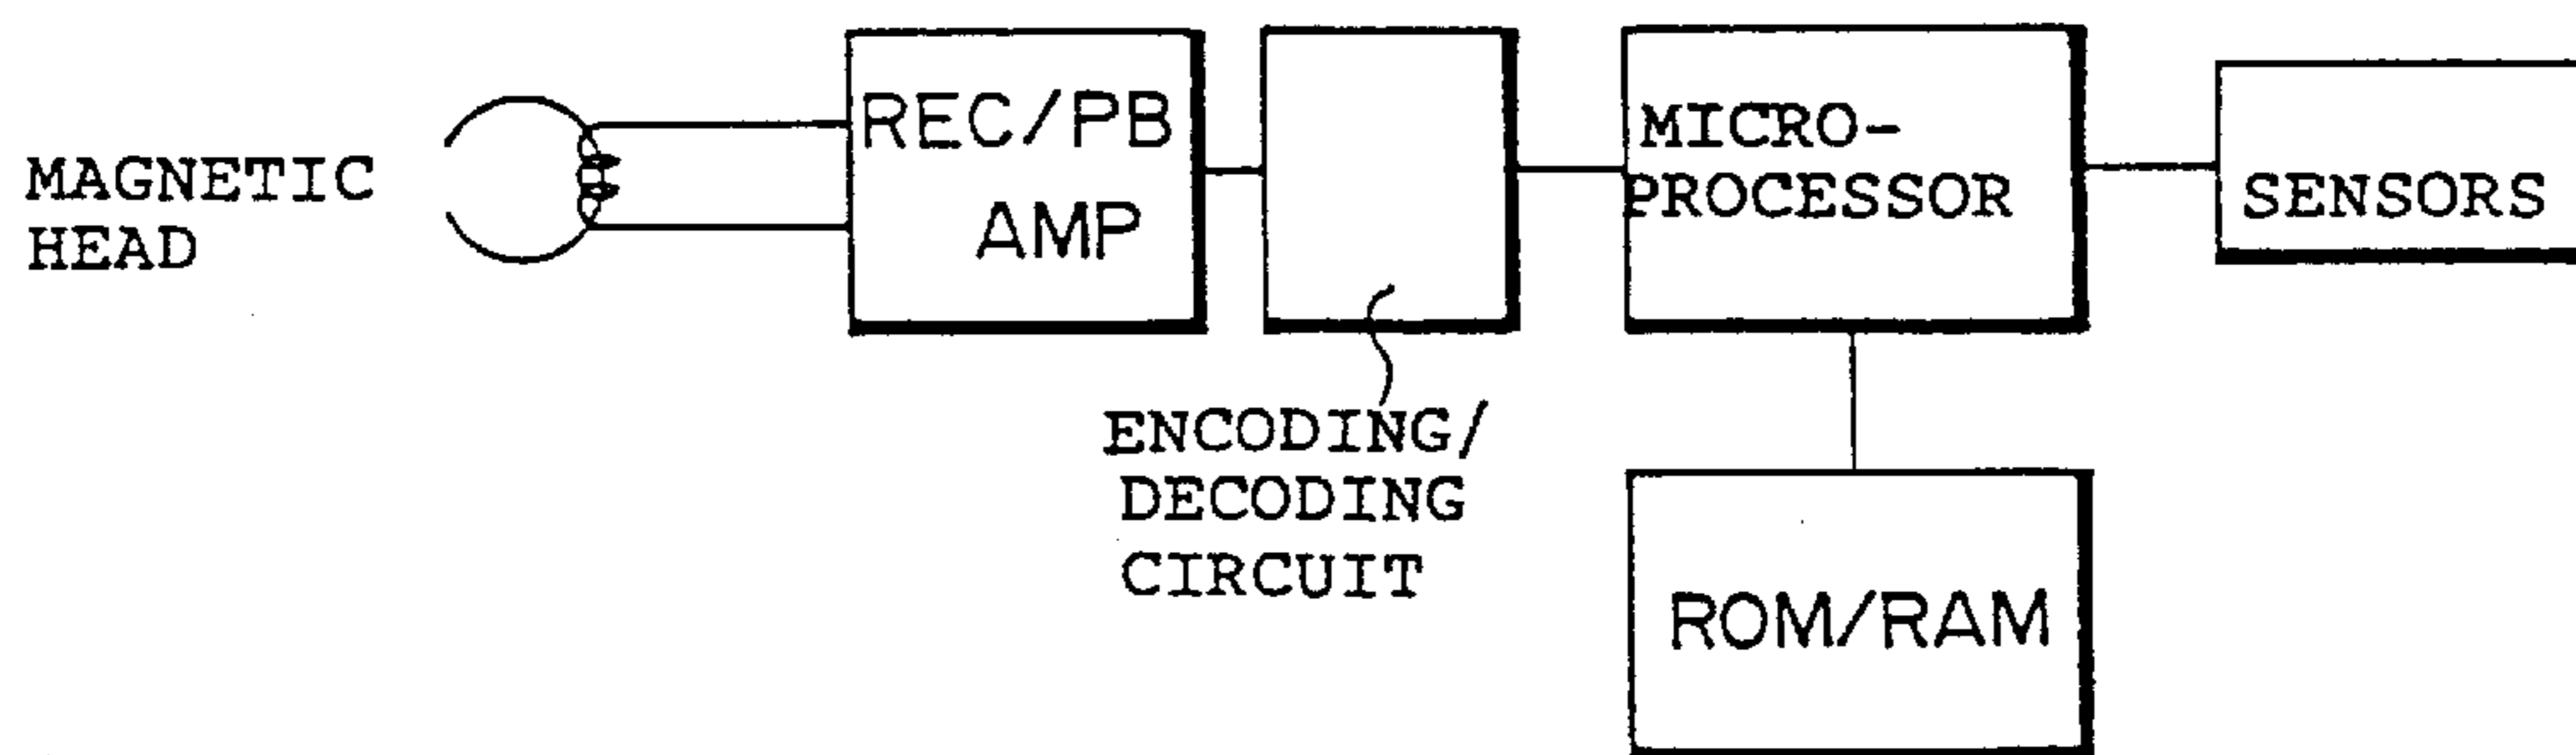 MAGNETIC
HEAD
REC/PB
AMP
ENCODING/
DECODING
CIRCUIT
MICRO-
PROCESSOR
SENSORS
ROM/RAM